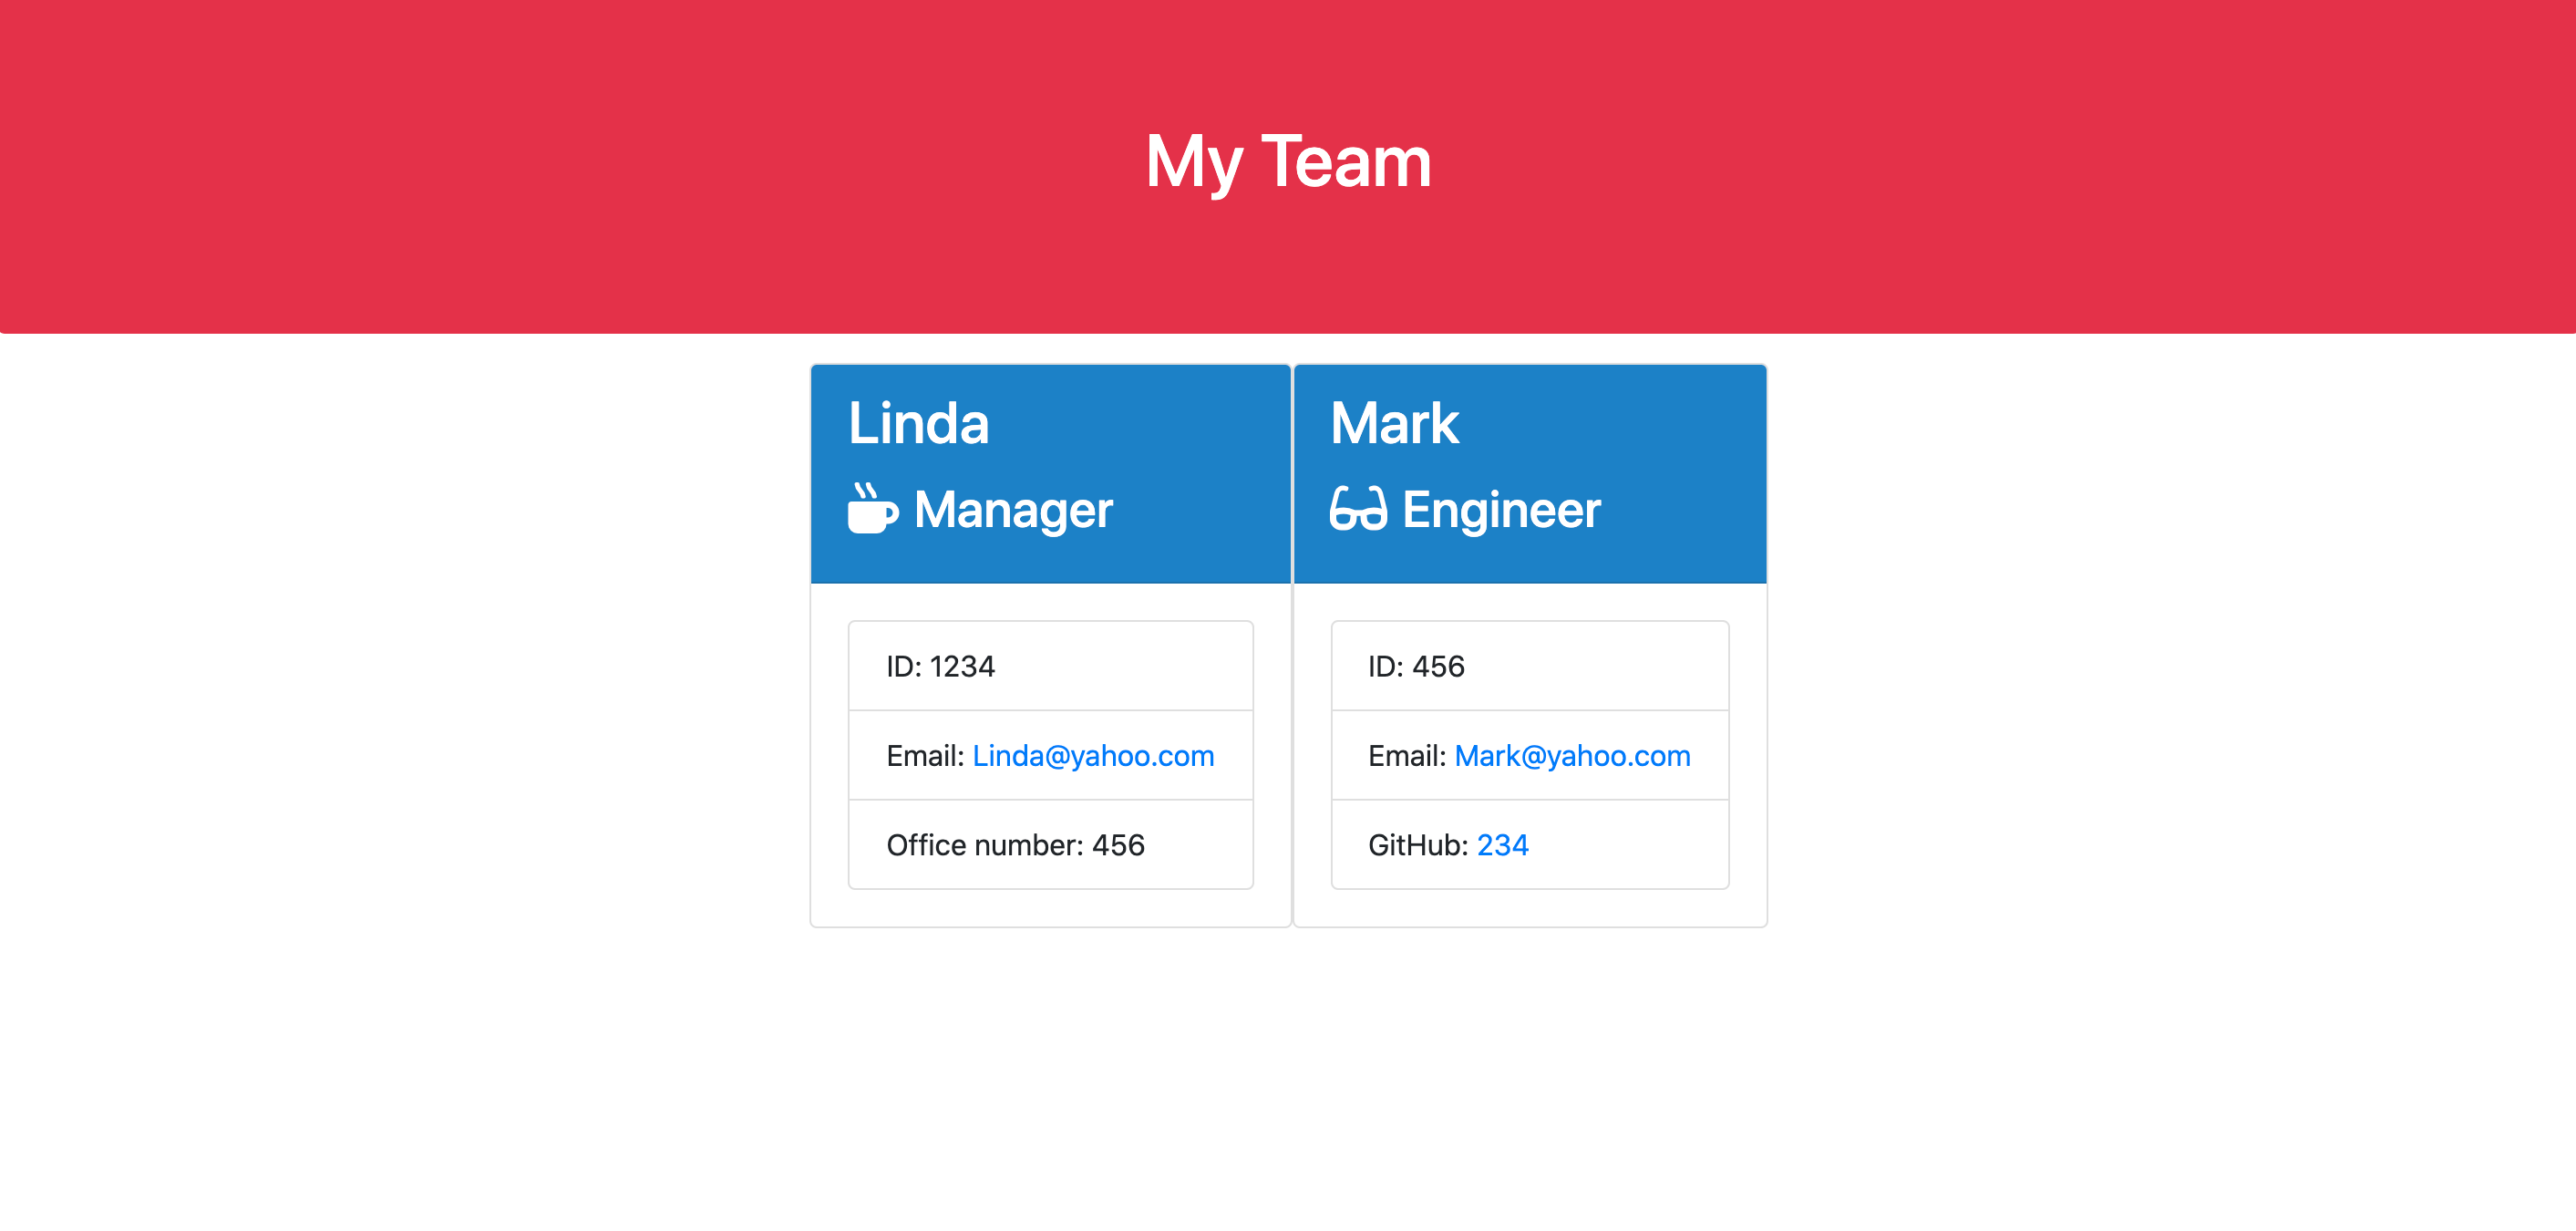 My Team
Linda
Manager
ID: 1234
Email: Linda@yahoo.com
Office number: 456
Mark
Engineer
ID: 456
Email: Mark@yahoo.com
GitHub: 234